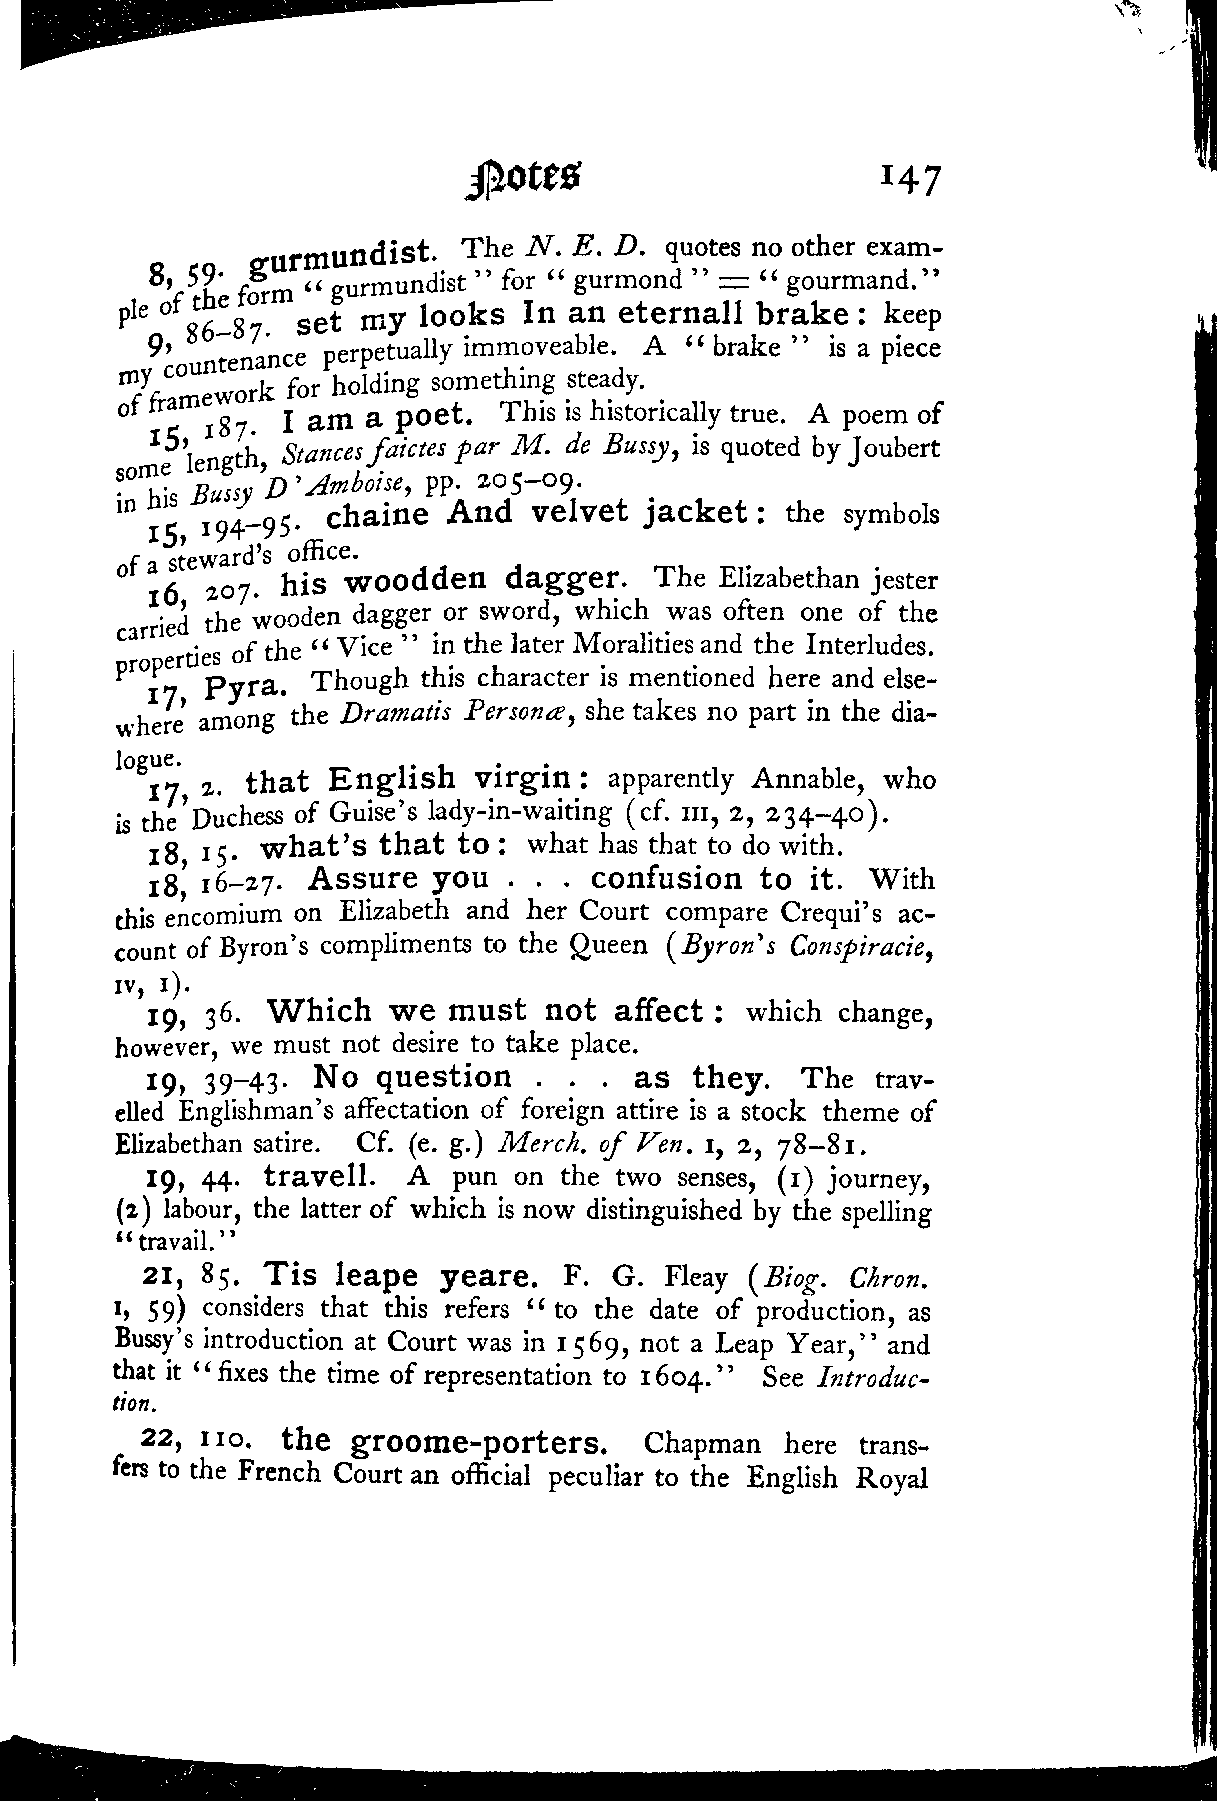 Notes 147
8, 59. gurmundist. The N. E. D. quotes no other exam-
ple of the form "gurmundist" for "gurmond" = "gourmand."
9, 86–87. set my looks In an eternall brake: keep
my countenance perpetually immoveable. A "brake" is a piece
of framework for holding something steady.
15, 187. I am a poet. This is historically true. A poem of
some length, Stances faictes par M. de Bussy, is quoted by Joubert
in his Bussy D'Amboise, pp. 205–09.
15, 194–95. chaine And velvet jacket: the symbols
of a steward's office.
16, 207. his woodden dagger. The Elizabethan jester
carried the wooden dagger or sword, which was often one of the
properties of the "Vice" in the later Moralities and the Interludes.
17, Pyra. Though this character is mentioned here and else-
where among the Dramatis Personæ, she takes no part in the dia-
logue.
17, 2. that English virgin: apparently Annable, who
is the Duchess of Guise's lady-in-waiting (cf. III, 2, 234–40).
18, 15. what's that to: what has that to do with.
18, 16–27. Assure you . . . confusion to it. With
this encomium on Elizabeth and her Court compare Crequi's ac-
count of Byron's compliments to the Queen (Byron's Conspiracie,
IV, 1).
19, 36. Which we must not affect: which change,
however, we must not desire to take place.
19, 39–43. No question . . . as they. The trav-
elled Englishman's affectation of foreign attire is a stock theme of
Elizabethan satire. Cf. (e. g.) Merch. of Ven. I, 2, 78–81.
19, 44. travell. A pun on the two senses, (1) journey,
(2) labour, the latter of which is now distinguished by the spelling
"travail."
21, 85. Tis leape yeare. F. G. Fleay (Biog. Chron.
I, 59) considers that this refers "to the date of production, as
Bussy's introduction at Court was in 1569, not a Leap Year," and
that it "fixes the time of representation to 1604." See Introduc-
tion.
22, 110. the groome-porters. Chapman here trans-
fers to the French Court an official peculiar to the English Royal